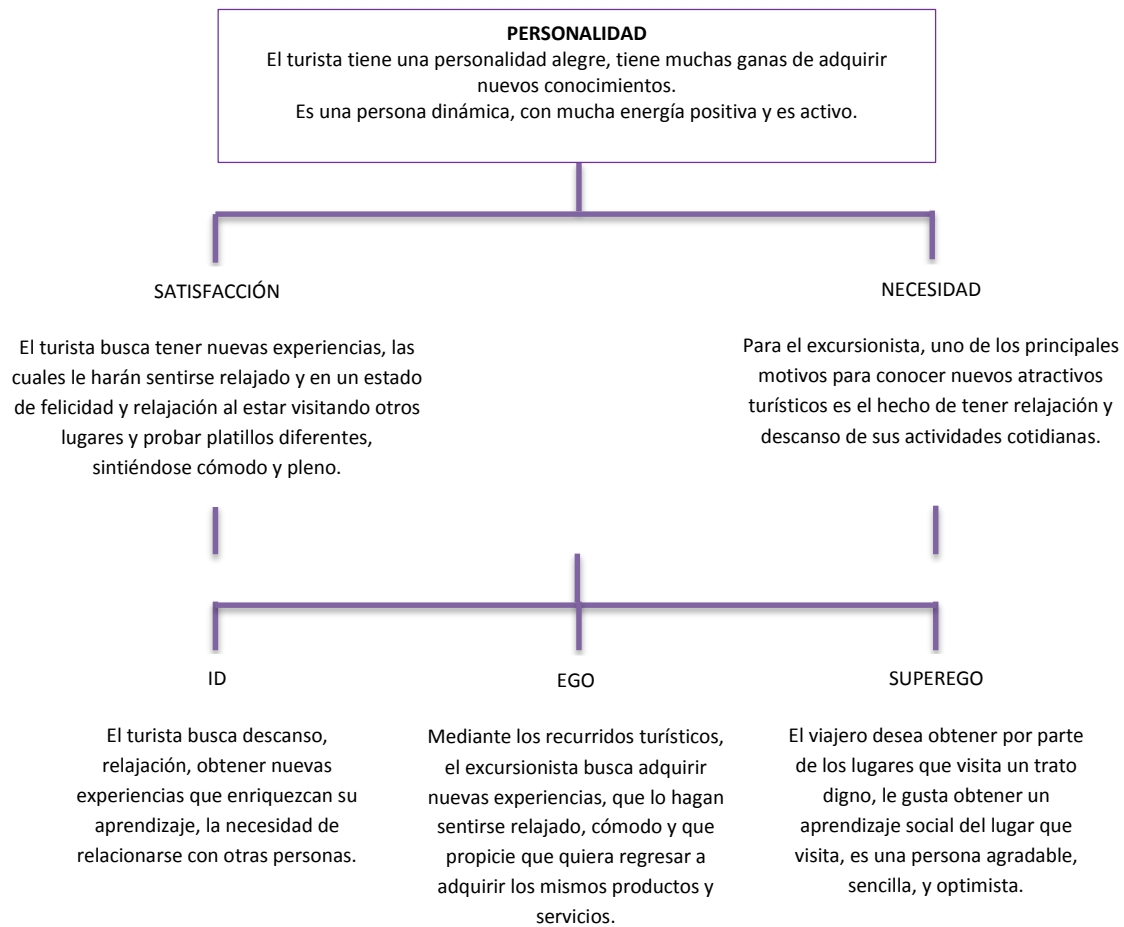 PERSONALIDAD
El turista tiene una personalidad alegre, tiene muchas ganas de adquirir
nuevos conocimientos.
Es una persona dinámica, con mucha energía positiva y es activo.
SATISFACCIÓN
El turista busca tener nuevas experiencias, las
cuales le harán sentirse relajado y en un estado
de felicidad y relajación al estar visitando otros
lugares y probar platillos diferentes,
sintiéndose cómodo y pleno.
NECESIDAD
Para el excursionista, uno de los principales
motivos para conocer nuevos atractivos
turísticos es el hecho de tener relajación y
descanso de sus actividades cotidianas.
ID
El turista busca descanso,
relajación, obtener nuevas
experiencias que enriquezcan su
aprendizaje, la necesidad de
relacionarse con otras personas.
EGO
Mediante los recurridos turísticos,
el excursionista busca adquirir
nuevas experiencias, que lo hagan
sentirse relajado, cómodo y que
propicie que quiera regresar a
adquirir los mismos productos y
servicios.
SUPEREGO
El viajero desea obtener por parte
de los lugares que visita un trato
digno, le gusta obtener un
aprendizaje social del lugar que
visita, es una persona agradable,
sencilla, y optimista.